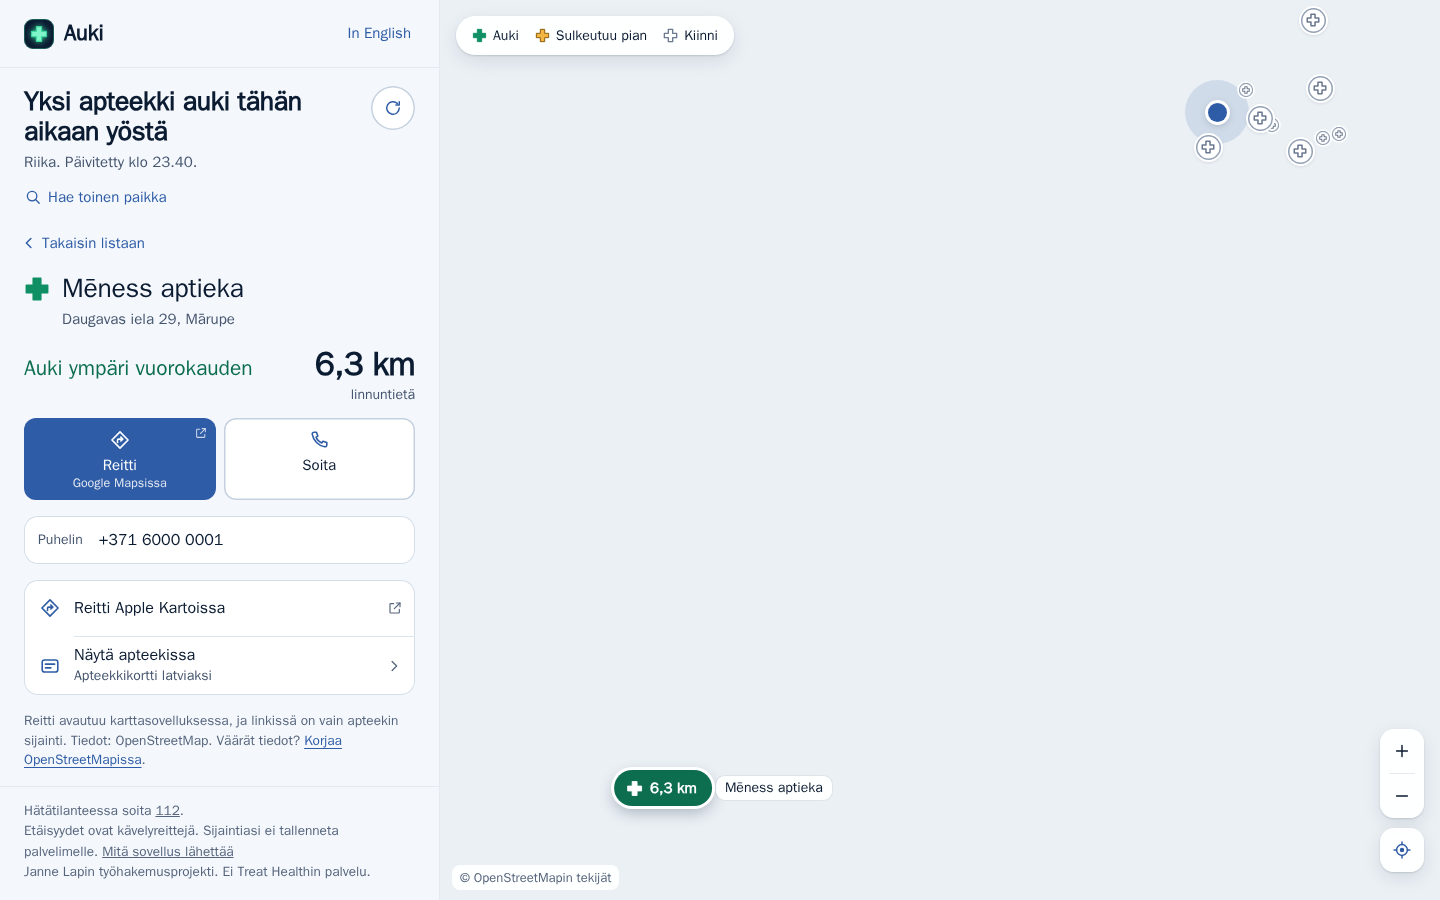 Auki
In English
Yksi apteekki auki tähän
aikaan yöstä
Riika. Päivitetty klo 23.40.
Hae toinen paikka
Takaisin listaan
Mēness aptieka
Daugavas iela 29, Mārupe
Auki ympäri vuorokauden
6,3 km
linnuntietä
Reitti
Google Mapsissa
Soita
Puhelin +371 6000 0001
Reitti Apple Kartoissa
Näytä apteekissa
Apteekkikortti latviaksi
Reitti avautuu karttasovelluksessa, ja linkissä on vain apteekin
sijainti. Tiedot: OpenStreetMap. Väärät tiedot? Korjaa
OpenStreetMapissa.
Hätätilanteessa soita 112.
Etäisyydet ovat kävelyreittejä. Sijaintiasi ei tallenneta
palvelimelle. Mitä sovellus lähettää
Janne Lapin työhakemusprojekti. Ei Treat Healthin palvelu.
Auki Sulkeutuu pian Kiinni
6,3 km Mēness aptieka
+
−
© OpenStreetMapin tekijät